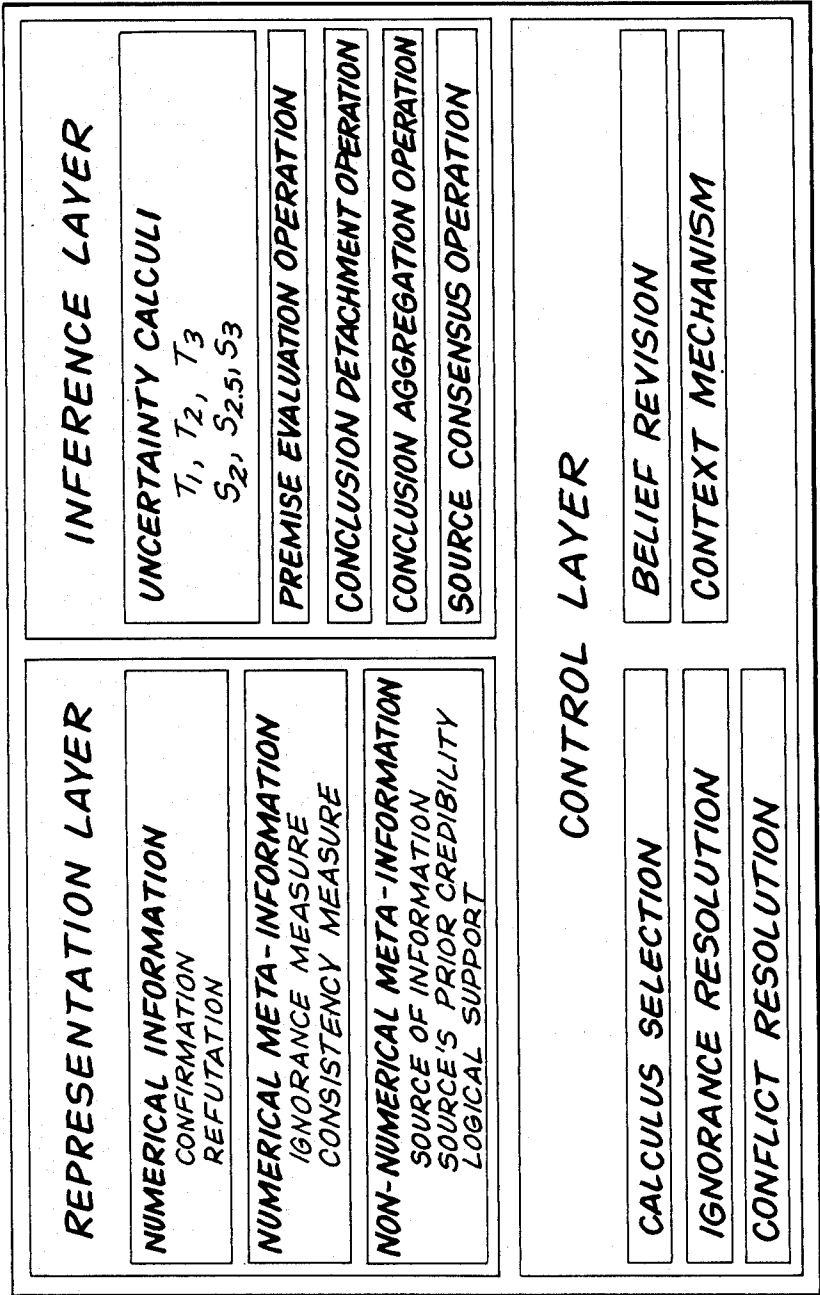 REPRESENTATION LAYER
NUMERICAL INFORMATION
CONFIRMATION
REFUTATION
NUMERICAL META-INFORMATION
IGNORANCE MEASURE
CONSISTENCY MEASURE
NON-NUMERICAL META-INFORMATION
SOURCE OF INFORMATION
SOURCE'S PRIOR CREDIBILITY
LOGICAL SUPPORT
INFERENCE LAYER
UNCERTAINTY CALCULI
T₁, T₂, T₃
S₂, S₂.₅, S₃
PREMISE EVALUATION OPERATION
CONCLUSION DETACHMENT OPERATION
CONCLUSION AGGREGATION OPERATION
SOURCE CONSENSUS OPERATION
CONTROL LAYER
CALCULUS SELECTION
IGNORANCE RESOLUTION
CONFLICT RESOLUTION
BELIEF REVISION
CONTEXT MECHANISM